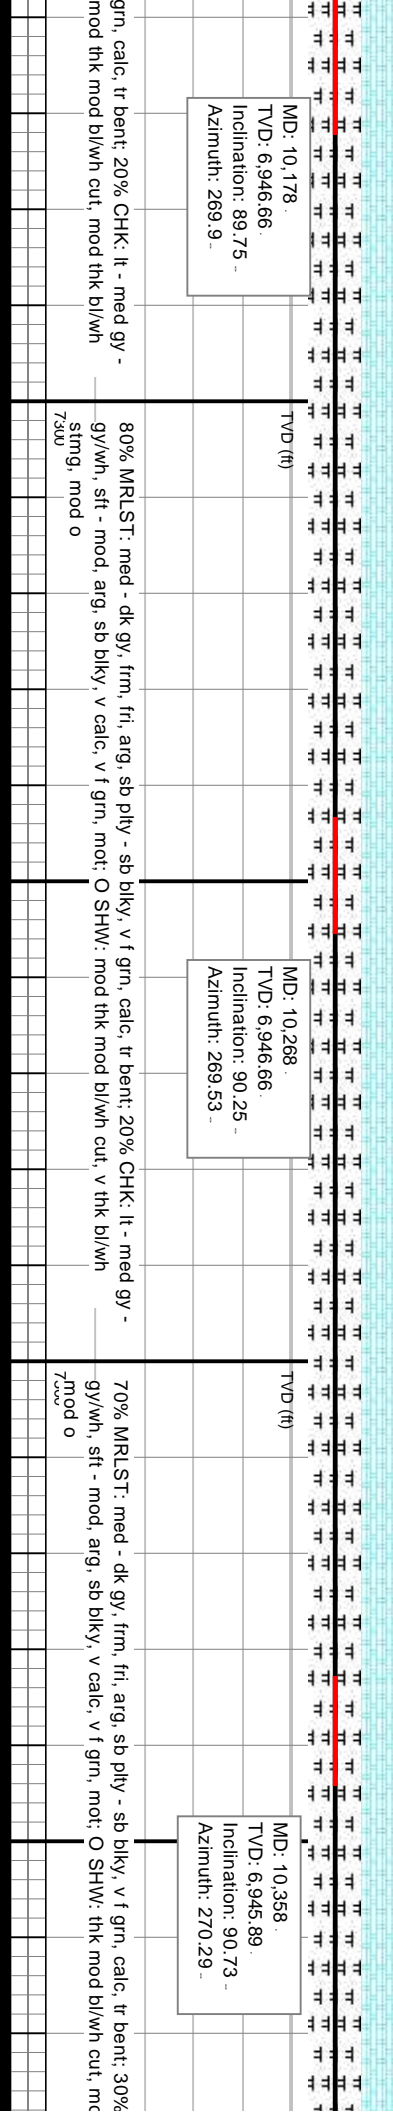 grn, calc, tr bent; 20% CHK: lt - med gy -
mod thk mod bl/wh cut, mod thk bl/wh
MD: 10,178
TVD: 6,946.66
Inclination: 89.75
Azimuth: 269.9
TVD (ft)
80% MRLST: med - dk gy, frm, fri, arg, sb plty - sb blky, v f grn, calc, tr bent; 20% CHK: lt - med gy -
gy/wh, sft - mod, arg, sb blky, v calc, v f grn, mot; O SHW: mod thk mod bl/wh cut, v thk bl/wh
stmg, mod o
MD: 10,268
TVD: 6,946.66
Inclination: 90.25
Azimuth: 269.53
TVD (ft)
70% MRLST: med - dk gy, frm, fri, arg, sb plty - sb blky, v f grn, calc, tr bent; 30%
gy/wh, sft - mod, arg, sb blky, v calc, v f grn, mot; O SHW: thk mod bl/wh cut,
mod o
MD: 10,358
TVD: 6,945.89
Inclination: 90.73
Azimuth: 270.29